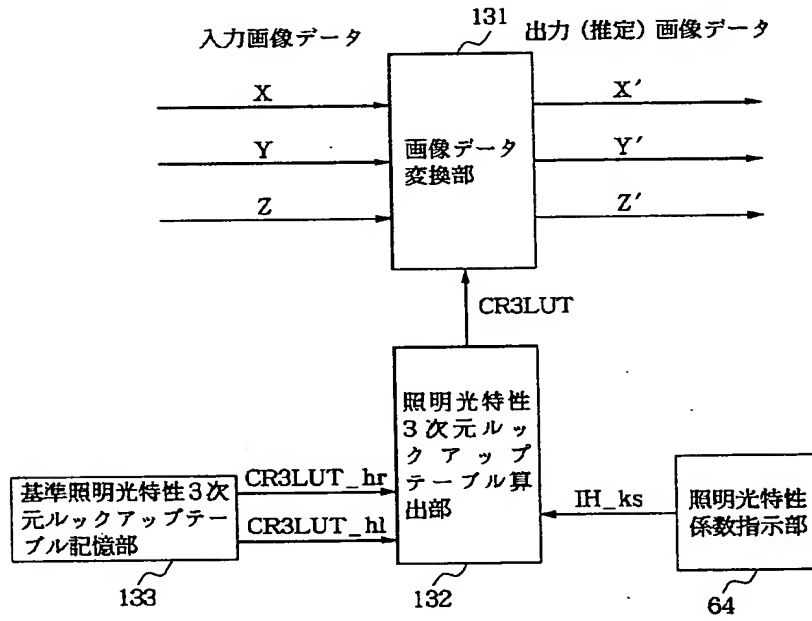 入力画像データ
131
出力（推定）画像データ
X
X′
Y
画像データ
変換部
Y′
Z
Z′
CR3LUT
照明光特性
３次元ルッ
クアップ
テーブル算
出部
基準照明光特性３次
元ルックアップテー
ブル記憶部
CR3LUT_hr
CR3LUT_hl
IH_ks
照明光特性
係数指示部
133
132
64